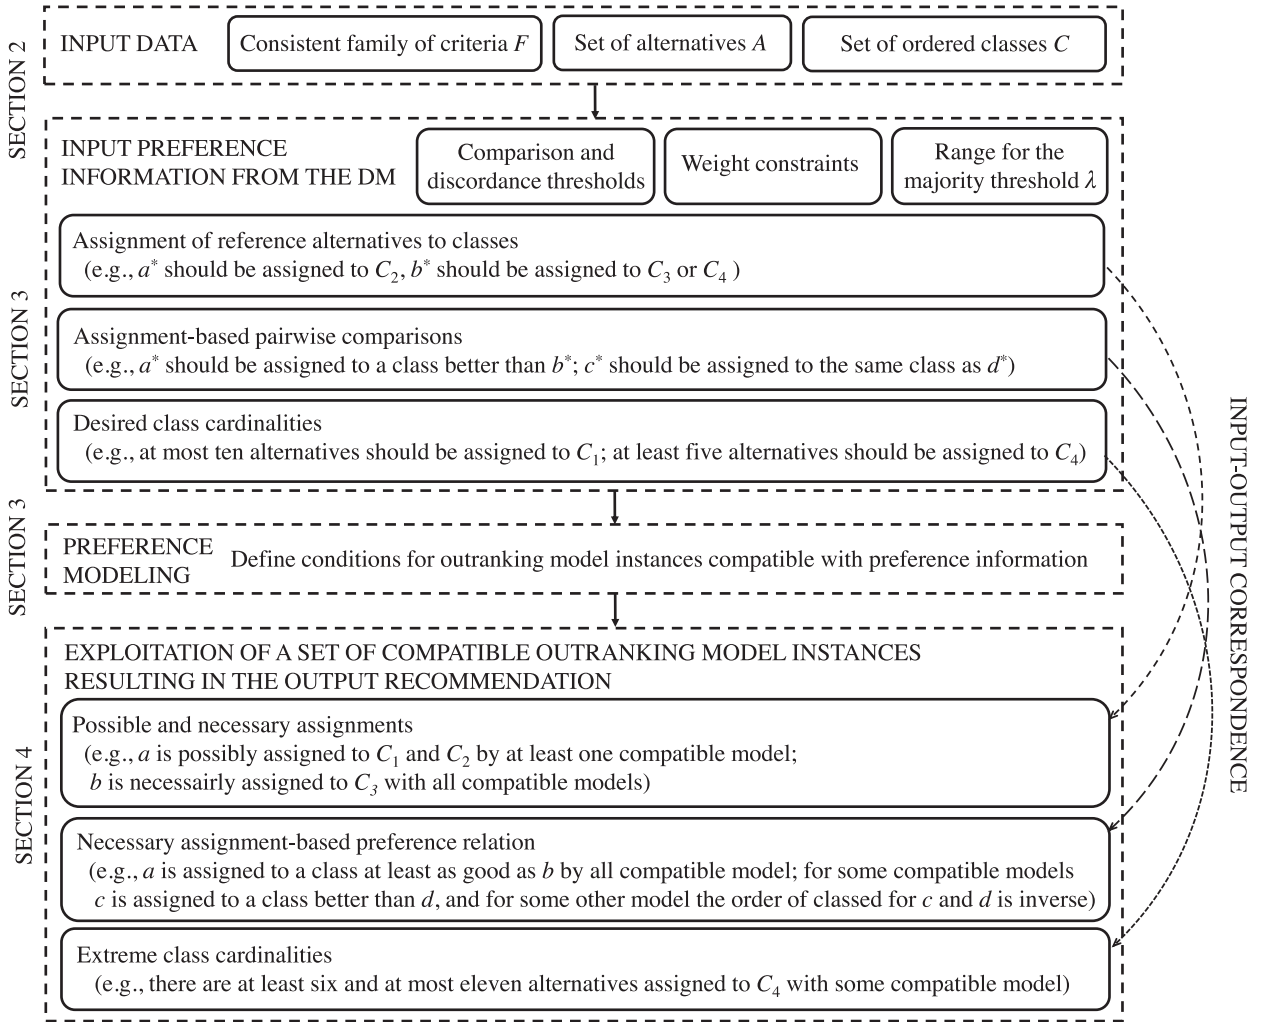 SECTION 2
INPUT DATA
Consistent family of criteria F
Set of alternatives A
Set of ordered classes C
SECTION 3
INPUT PREFERENCE
INFORMATION FROM THE DM
Comparison and
discordance thresholds
Weight constraints
Range for the
majority threshold λ
Assignment of reference alternatives to classes
(e.g., a* should be assigned to C₂, b* should be assigned to C₃ or C₄ )
Assignment-based pairwise comparisons
(e.g., a* should be assigned to a class better than b*; c* should be assigned to the same class as d*)
Desired class cardinalities
(e.g., at most ten alternatives should be assigned to C₁; at least five alternatives should be assigned to C₄)
SECTION 3
PREFERENCE
MODELING
Define conditions for outranking model instances compatible with preference information
SECTION 4
EXPLOITATION OF A SET OF COMPATIBLE OUTRANKING MODEL INSTANCES
RESULTING IN THE OUTPUT RECOMMENDATION
Possible and necessary assignments
(e.g., a is possibly assigned to C₁ and C₂ by at least one compatible model;
b is necessairly assigned to C₃ with all compatible models)
Necessary assignment-based preference relation
(e.g., a is assigned to a class at least as good as b by all compatible model; for some compatible models
c is assigned to a class better than d, and for some other model the order of classed for c and d is inverse)
Extreme class cardinalities
(e.g., there are at least six and at most eleven alternatives assigned to C₄ with some compatible model)
INPUT-OUTPUT CORRESPONDENCE